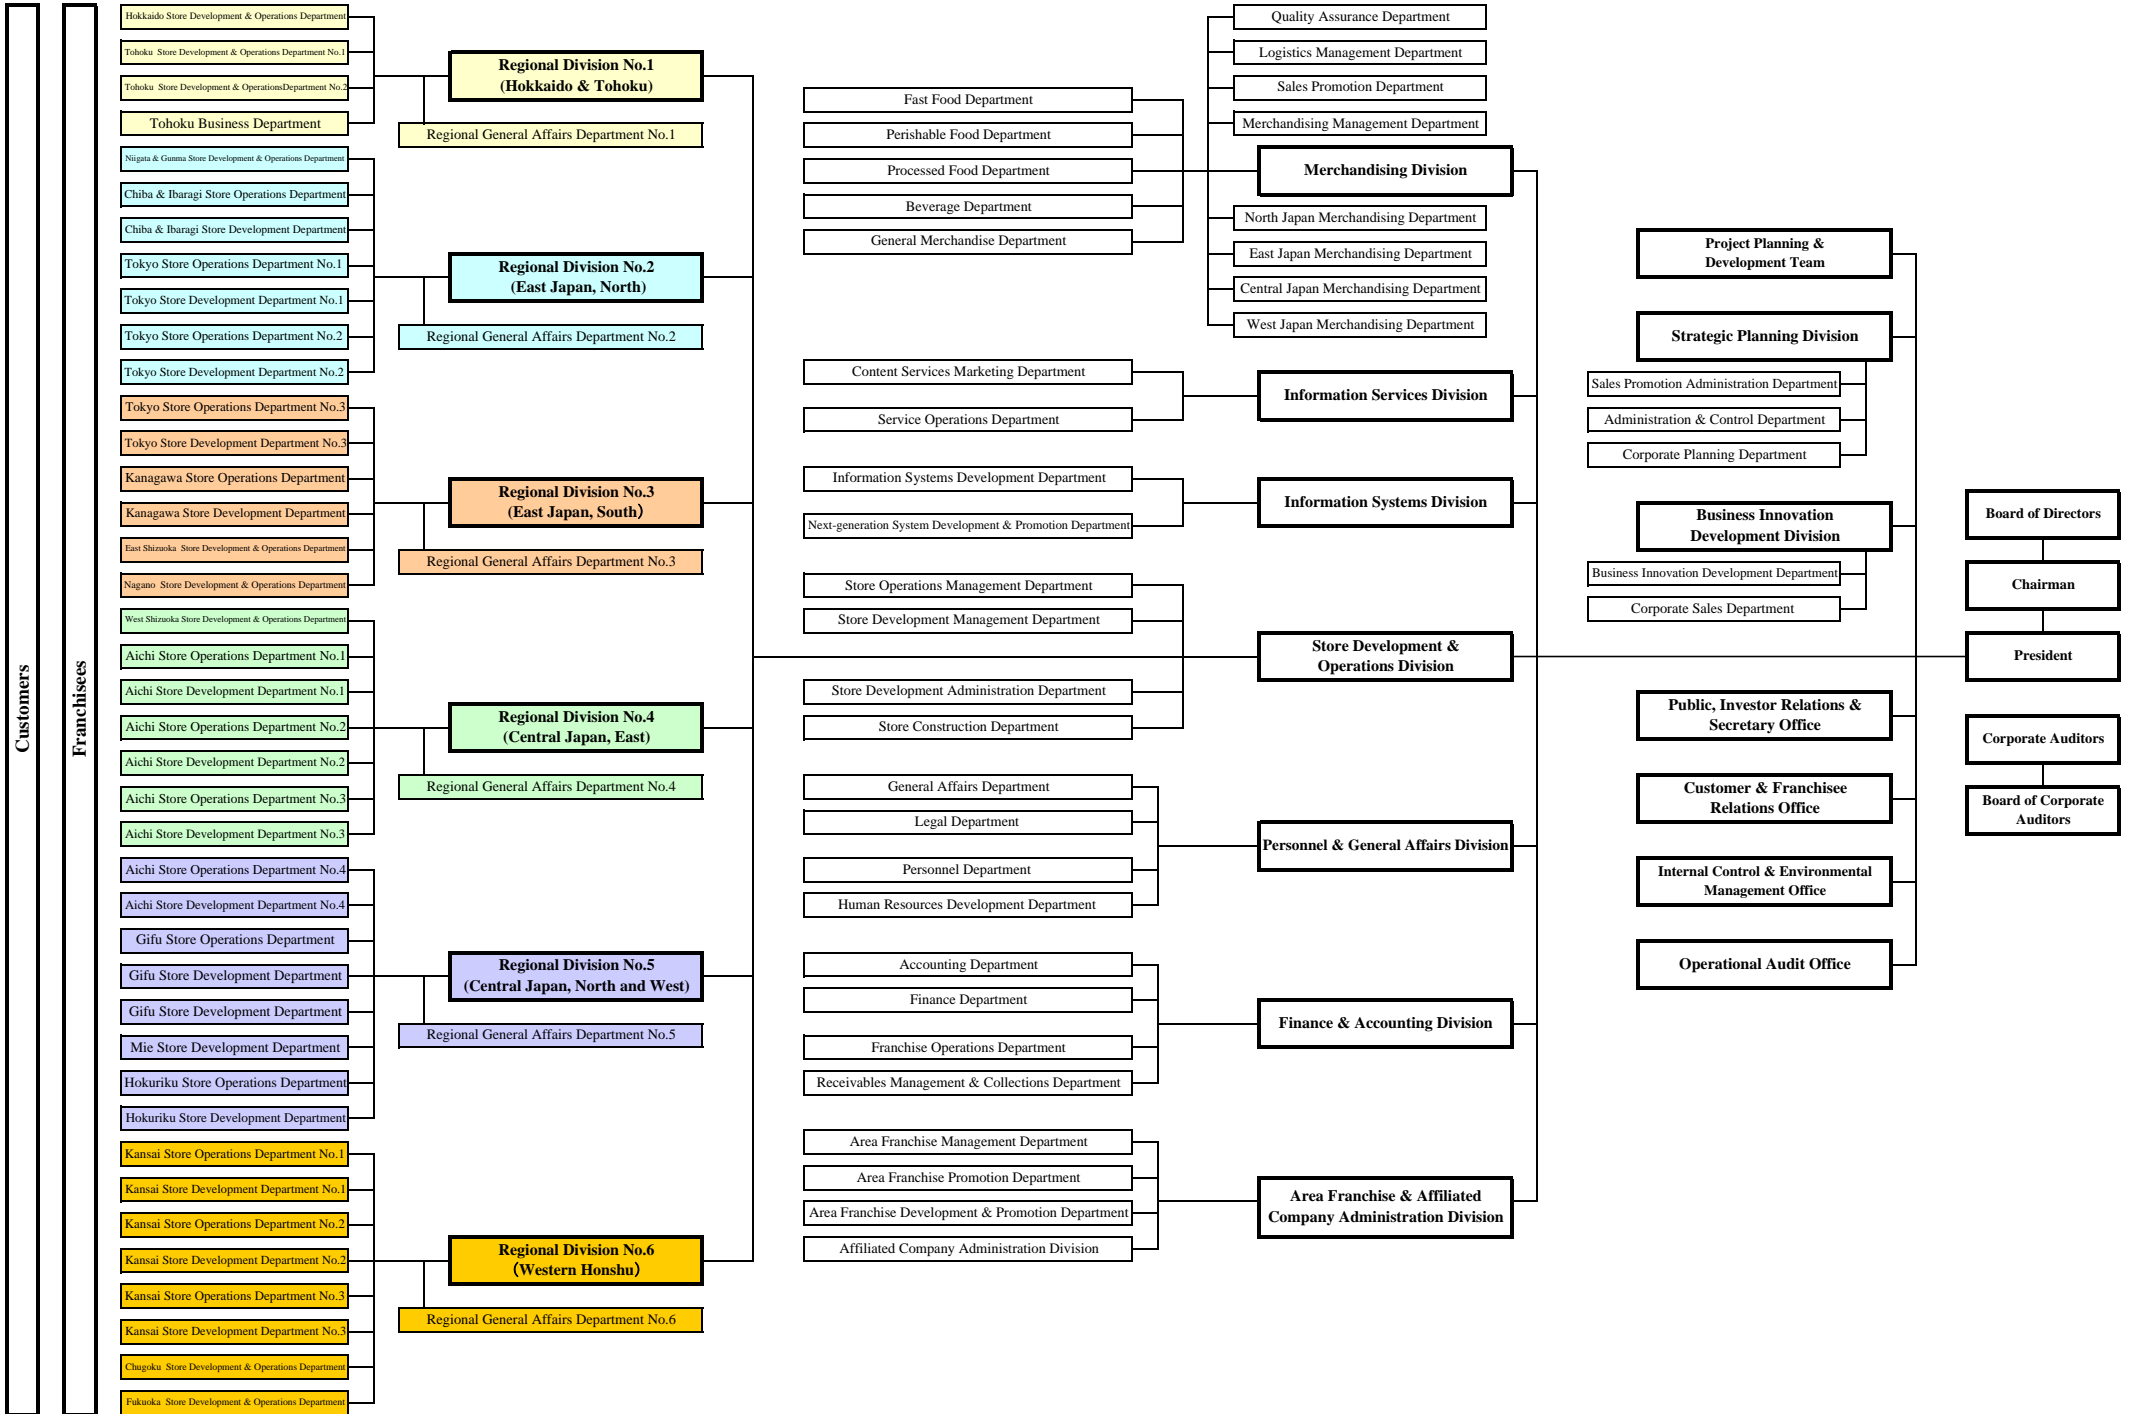 Customers
Franchisees
Hokkaido Store Development & Operations Department
Tohoku Store Development & Operations Department No.1
Tohoku Store Development & OperationsDepartment No.2
Tohoku Business Department
Niigata & Gunma Store Development & Operations Department
Chiba & Ibaragi Store Operations Department
Chiba & Ibaragi Store Development Department
Tokyo Store Operations Department No.1
Tokyo Store Development Department No.1
Tokyo Store Operations Department No.2
Tokyo Store Development Department No.2
Tokyo Store Operations Department No.3
Tokyo Store Development Department No.3
Kanagawa Store Operations Department
Kanagawa Store Development Department
East Shizuoka Store Development & Operations Department
Nagano Store Development & Operations Department
West Shizuoka Store Development & Operations Department
Aichi Store Operations Department No.1
Aichi Store Development Department No.1
Aichi Store Operations Department No.2
Aichi Store Development Department No.2
Aichi Store Operations Department No.3
Aichi Store Development Department No.3
Aichi Store Operations Department No.4
Aichi Store Development Department No.4
Gifu Store Operations Department
Gifu Store Development Department
Gifu Store Development Department
Mie Store Development Department
Hokuriku Store Operations Department
Hokuriku Store Development Department
Kansai Store Operations Department No.1
Kansai Store Development Department No.1
Kansai Store Operations Department No.2
Kansai Store Development Department No.2
Kansai Store Operations Department No.3
Kansai Store Development Department No.3
Chugoku Store Development & Operations Department
Fukuoka Store Development & Operations Department
Regional Division No.1
(Hokkaido & Tohoku)
Regional General Affairs Department No.1
Regional Division No.2
(East Japan, North)
Regional General Affairs Department No.2
Regional Division No.3
(East Japan, South）
Regional General Affairs Department No.3
Regional Division No.4
(Central Japan, East)
Regional General Affairs Department No.4
Regional Division No.5
(Central Japan, North and West)
Regional General Affairs Department No.5
Regional Division No.6
（Western Honshu）
Regional General Affairs Department No.6
Fast Food Department
Perishable Food Department
Processed Food Department
Beverage Department
General Merchandise Department
Content Services Marketing Department
Service Operations Department
Information Systems Development Department
Next-generation System Development & Promotion Department
Store Operations Management Department
Store Development Management Department
Store Development Administration Department
Store Construction Department
General Affairs Department
Legal Department
Personnel Department
Human Resources Development Department
Accounting Department
Finance Department
Franchise Operations Department
Receivables Management & Collections Department
Area Franchise Management Department
Area Franchise Promotion Department
Area Franchise Development & Promotion Department
Affiliated Company Administration Division
Quality Assurance Department
Logistics Management Department
Sales Promotion Department
Merchandising Management Department
Merchandising Division
North Japan Merchandising Department
East Japan Merchandising Department
Central Japan Merchandising Department
West Japan Merchandising Department
Information Services Division
Information Systems Division
Store Development &
Operations Division
Personnel & General Affairs Division
Finance & Accounting Division
Area Franchise & Affiliated
Company Administration Division
Project Planning &
Development Team
Strategic Planning Division
Sales Promotion Administration Department
Administration & Control Department
Corporate Planning Department
Business Innovation
Development Division
Business Innovation Development Department
Corporate Sales Department
Public, Investor Relations &
Secretary Office
Customer & Franchisee
Relations Office
Internal Control & Environmental
Management Office
Operational Audit Office
Board of Directors
Chairman
President
Corporate Auditors
Board of Corporate
Auditors